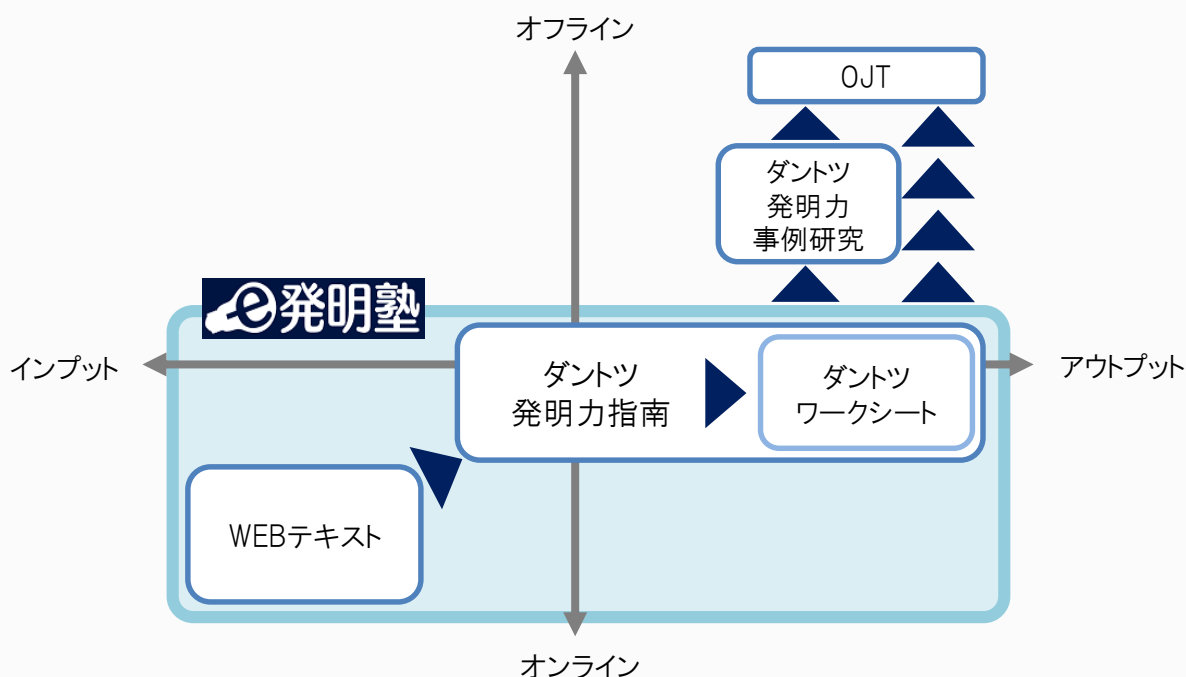 オフライン
OJT
ダントツ
発明力
事例研究
e発明塾
インプット
アウトプット
ダントツ
発明力指南
ダントツ
ワークシート
WEBテキスト
オンライン